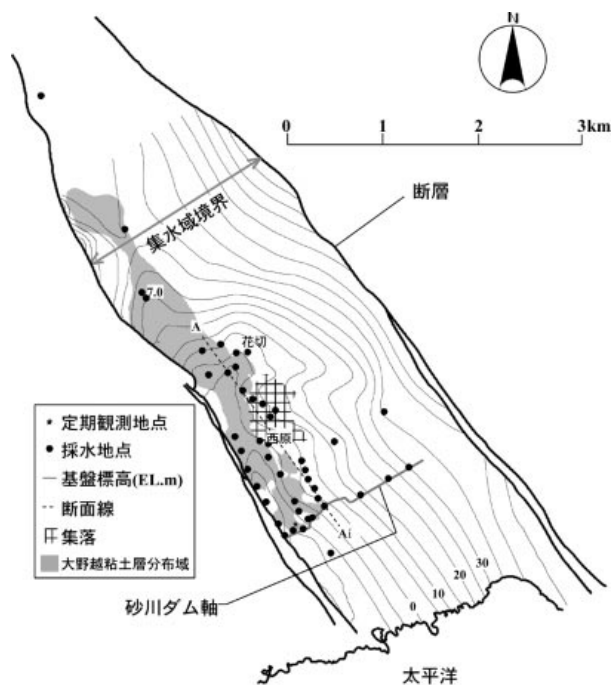 N
0 1 2 3km
断層
集水域境界
7.0
A
花切
西原
定期観測地点
採水地点
基盤標高(EL.m)
断面線
集落
大野越粘土層分布域
Aí
砂川ダム軸
0 10 20 30
太平洋